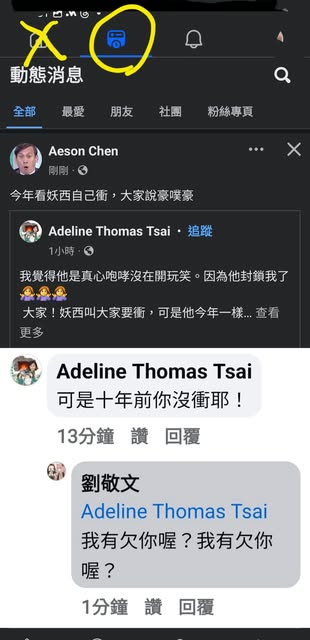 動態消息
全部 最愛 朋友 社團 粉絲專頁
Aeson Chen
剛剛
今年看妖西自己衝，大家說豪噗豪
Adeline Thomas Tsai · 追蹤
1小時
我覺得他是真心咆哮沒在開玩笑。因為他封鎖我了
大家！妖西叫大家要衝，可是他今年一樣... 查看
更多
Adeline Thomas Tsai
可是十年前你沒衝耶！
13分鐘 讚 回覆
劉敬文
Adeline Thomas Tsai
我有欠你喔？我有欠你
喔？
1分鐘 讚 回覆